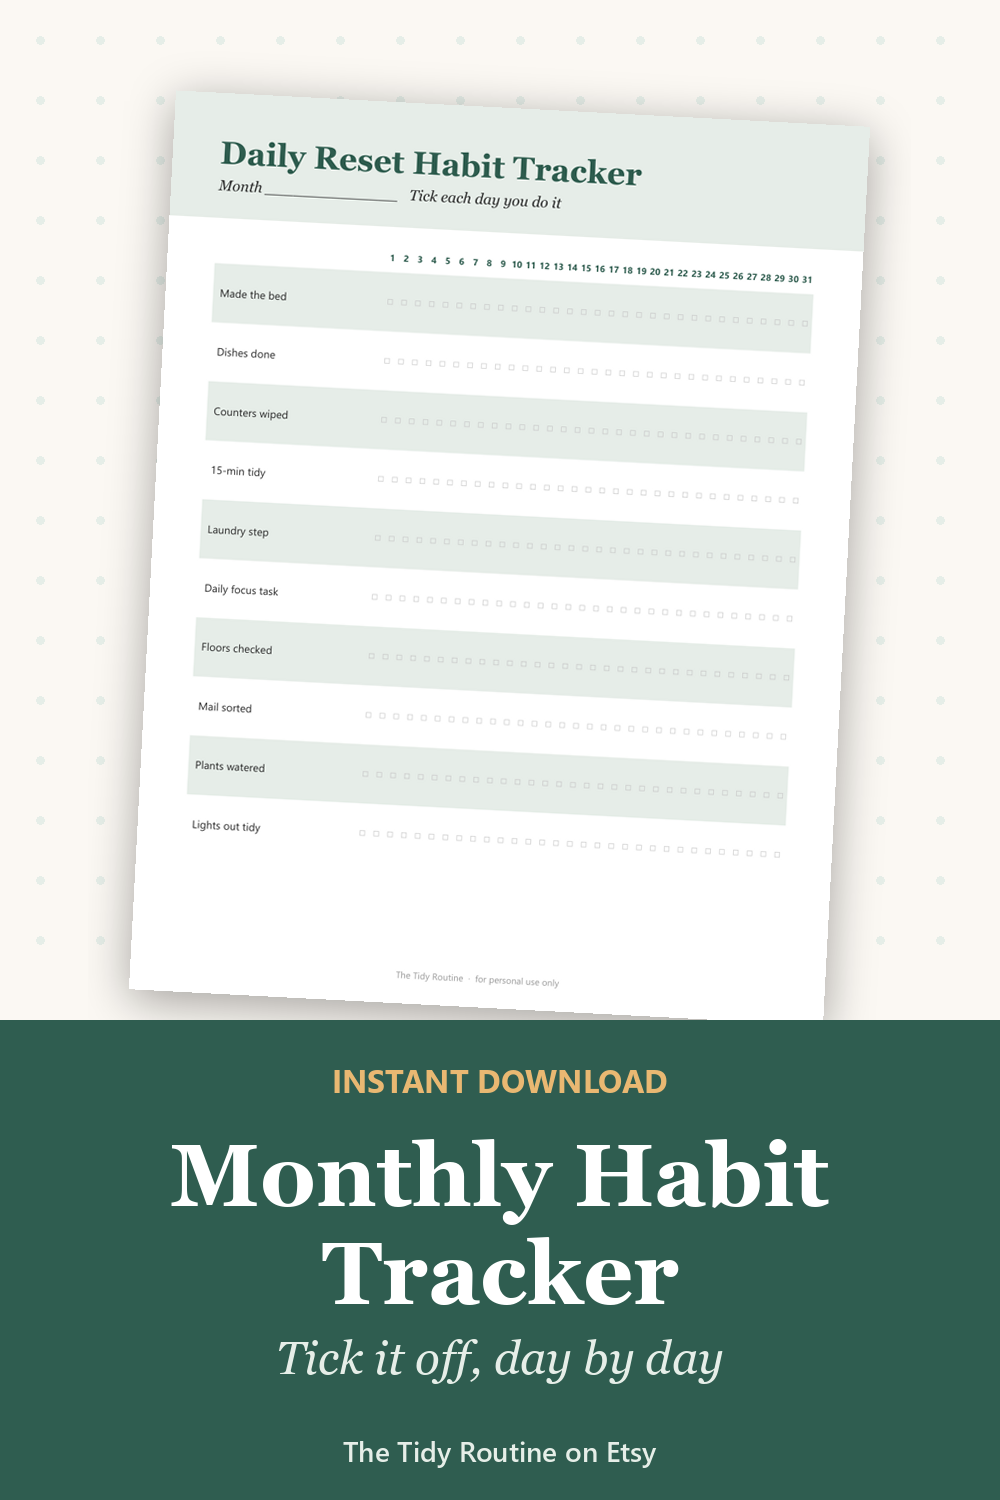 Daily Reset Habit Tracker
Month ________________ Tick each day you do it
1 2 3 4 5 6 7 8 9 10 11 12 13 14 15 16 17 18 19 20 21 22 23 24 25 26 27 28 29 30 31
Made the bed
Dishes done
Counters wiped
15-min tidy
Laundry step
Daily focus task
Floors checked
Mail sorted
Plants watered
Lights out tidy
The Tidy Routine · for personal use only
INSTANT DOWNLOAD
Monthly Habit
Tracker
Tick it off, day by day
The Tidy Routine on Etsy